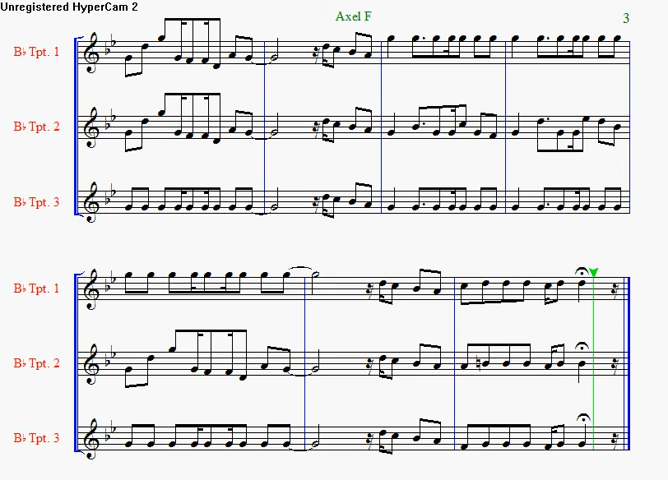 Unregistered HyperCam 2
Axel F
3
B♭ Tpt. 1
B♭ Tpt. 2
B♭ Tpt. 3
B♭ Tpt. 1
B♭ Tpt. 2
B♭ Tpt. 3